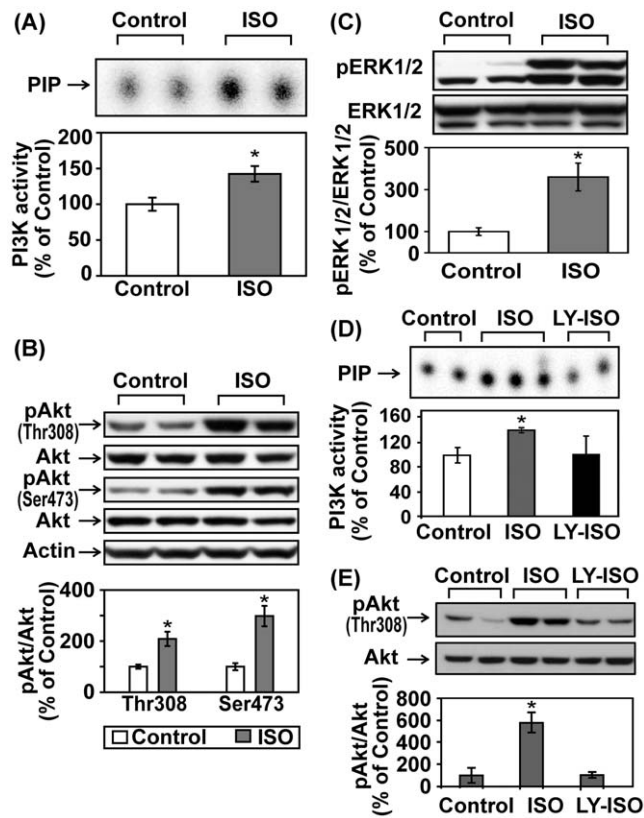 (A)
Control ISO
PIP
PI3K activity
(% of Control)
150
100
50
0
*
Control ISO
(B)
Control ISO
pAkt
(Thr308)
Akt
pAkt
(Ser473)
Akt
Actin
pAkt/Akt
(% of Control)
400
200
0
*
*
Thr308 Ser473
Control ISO
(C)
Control ISO
pERK1/2
ERK1/2
pERK1/2/ERK1/2
(% of Control)
500
300
100
*
Control ISO
(D)
Control ISO LY-ISO
PIP
PI3K activity
(% of Control)
160
120
80
40
0
*
Control ISO LY-ISO
(E)
Control ISO LY-ISO
pAkt
(Thr308)
Akt
pAkt/Akt
(% of Control)
800
600
400
200
0
*
Control ISO LY-ISO